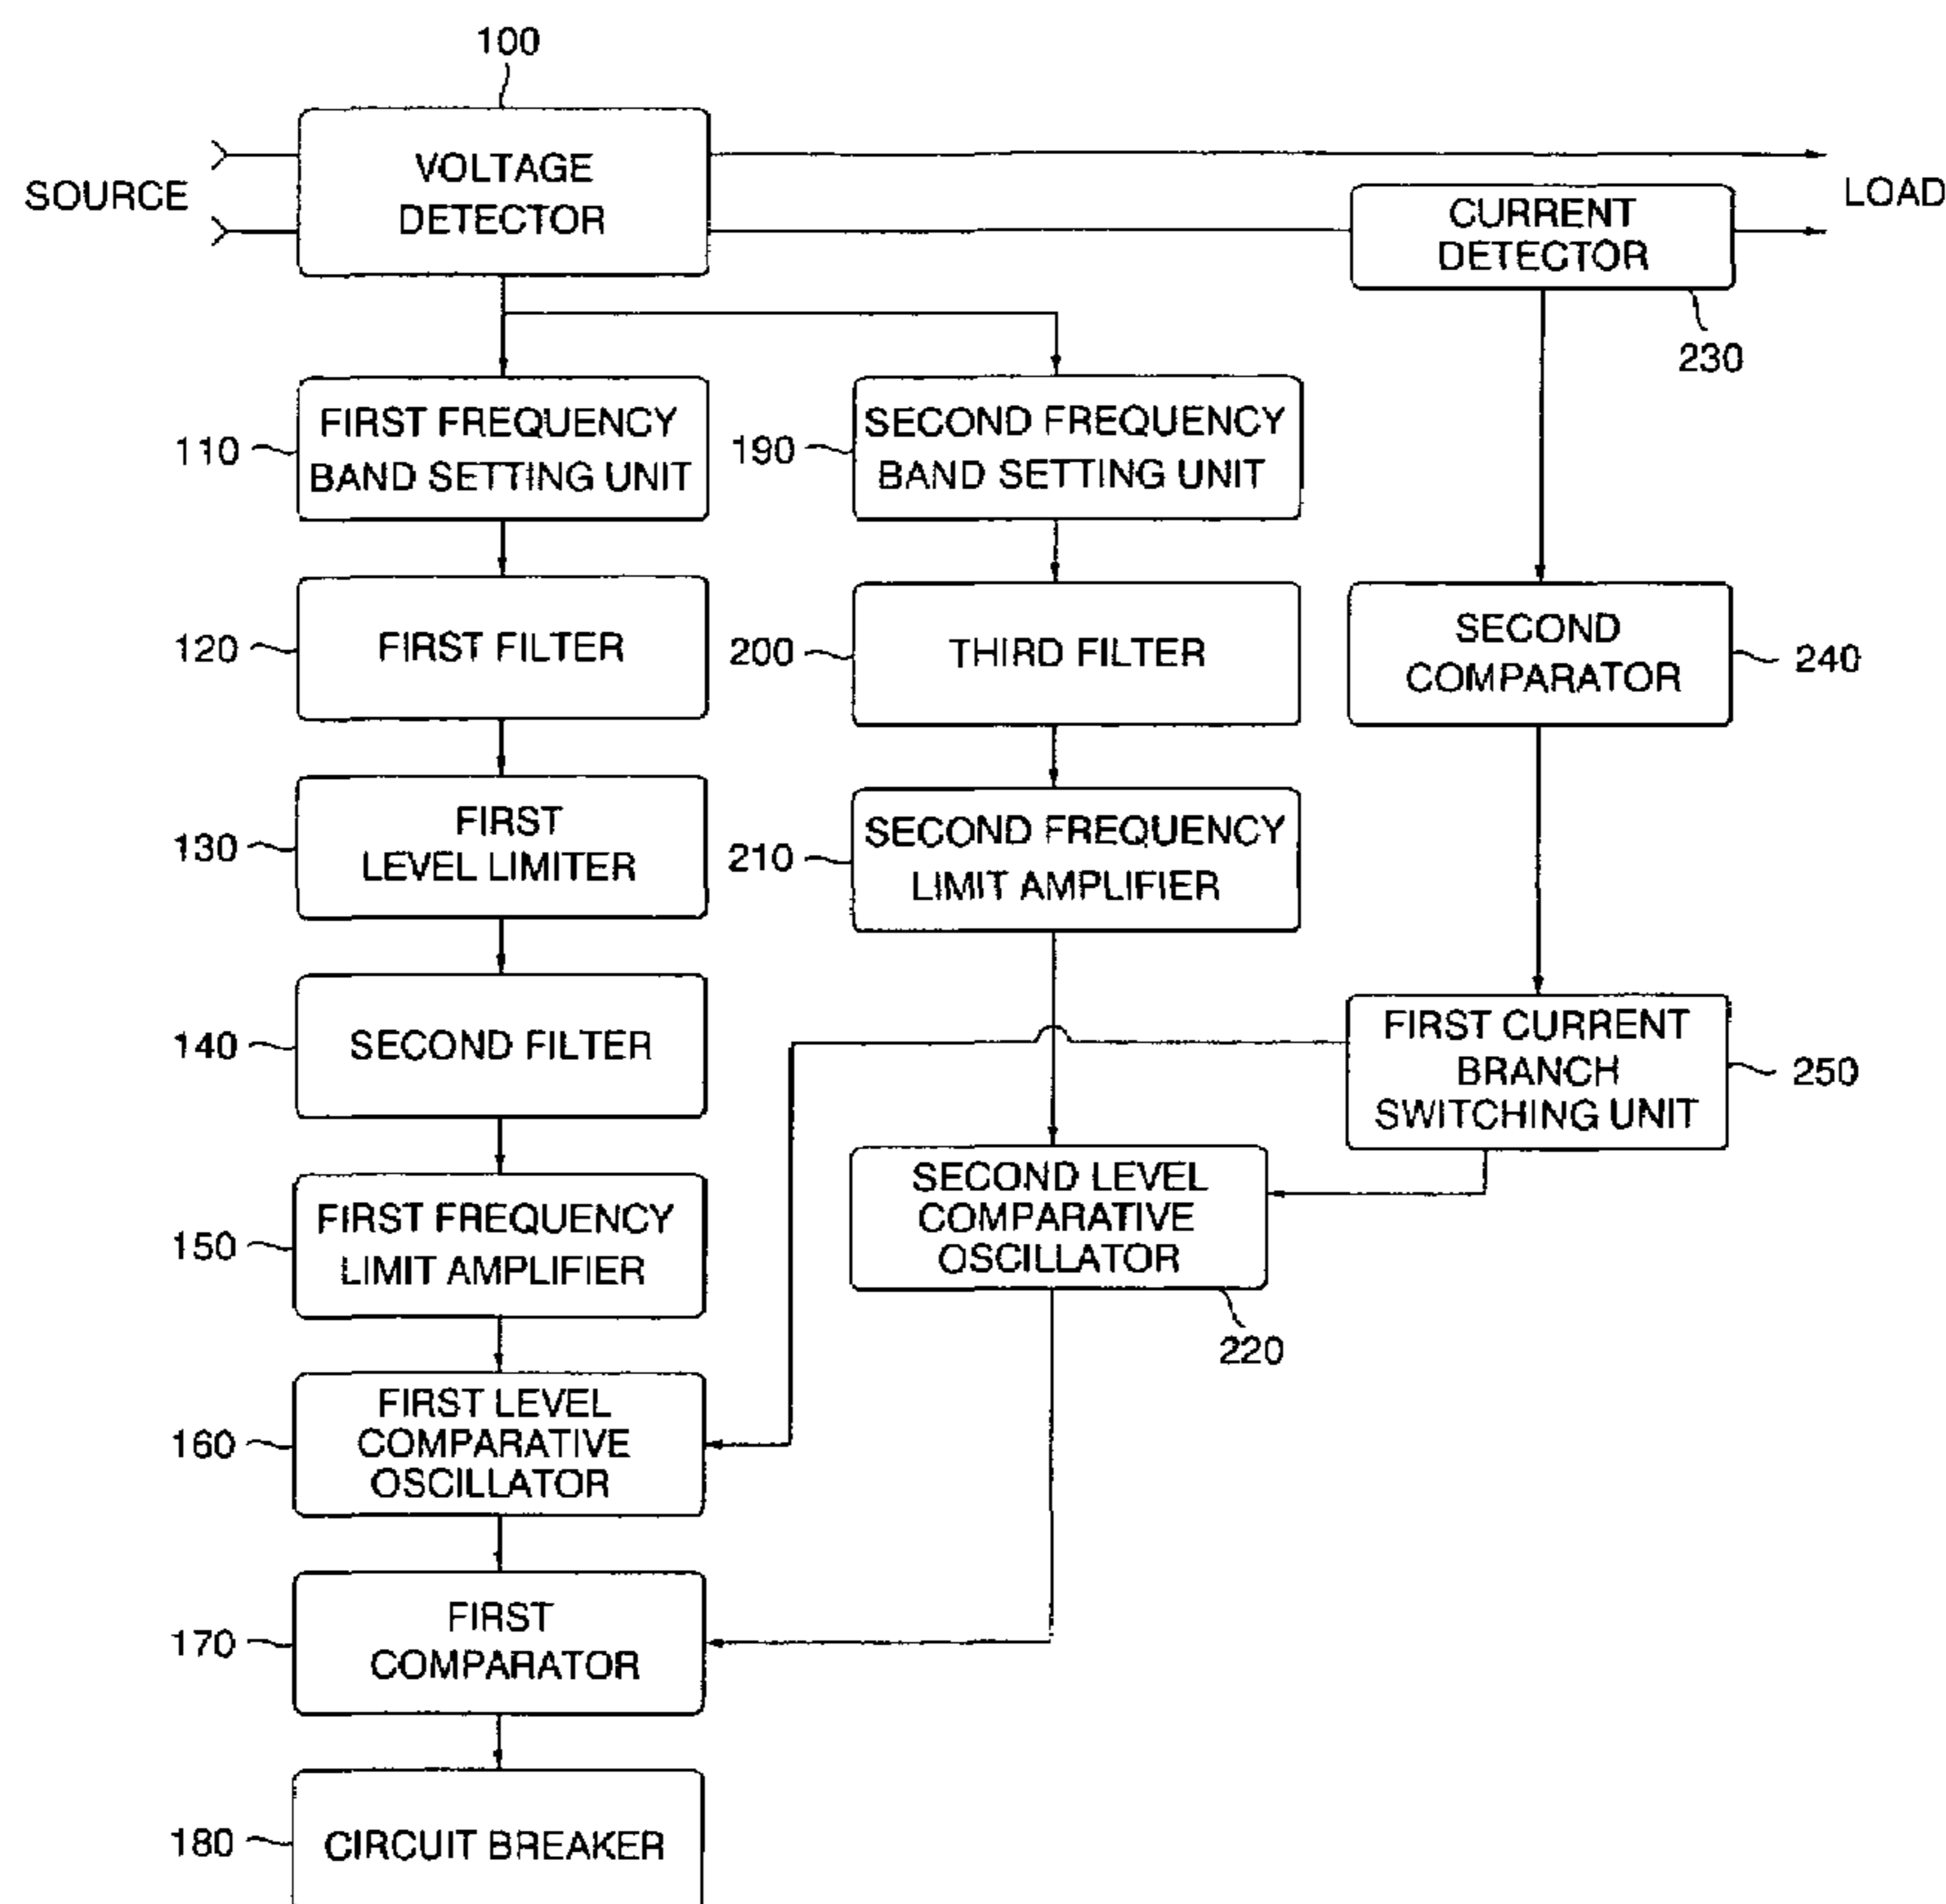 100
SOURCE
VOLTAGE
DETECTOR
LOAD
CURRENT
DETECTOR
230
110
FIRST FREQUENCY
BAND SETTING UNIT
190
SECOND FREQUENCY
BAND SETTING UNIT
120
FIRST FILTER
200
THIRD FILTER
SECOND
COMPARATOR
240
130
FIRST
LEVEL LIMITER
210
SECOND FREQUENCY
LIMIT AMPLIFIER
140
SECOND FILTER
FIRST CURRENT
BRANCH
SWITCHING UNIT
250
150
FIRST FREQUENCY
LIMIT AMPLIFIER
SECOND LEVEL
COMPARATIVE
OSCILLATOR
220
160
FIRST LEVEL
COMPARATIVE
OSCILLATOR
170
FIRST
COMPARATOR
180
CIRCUIT BREAKER